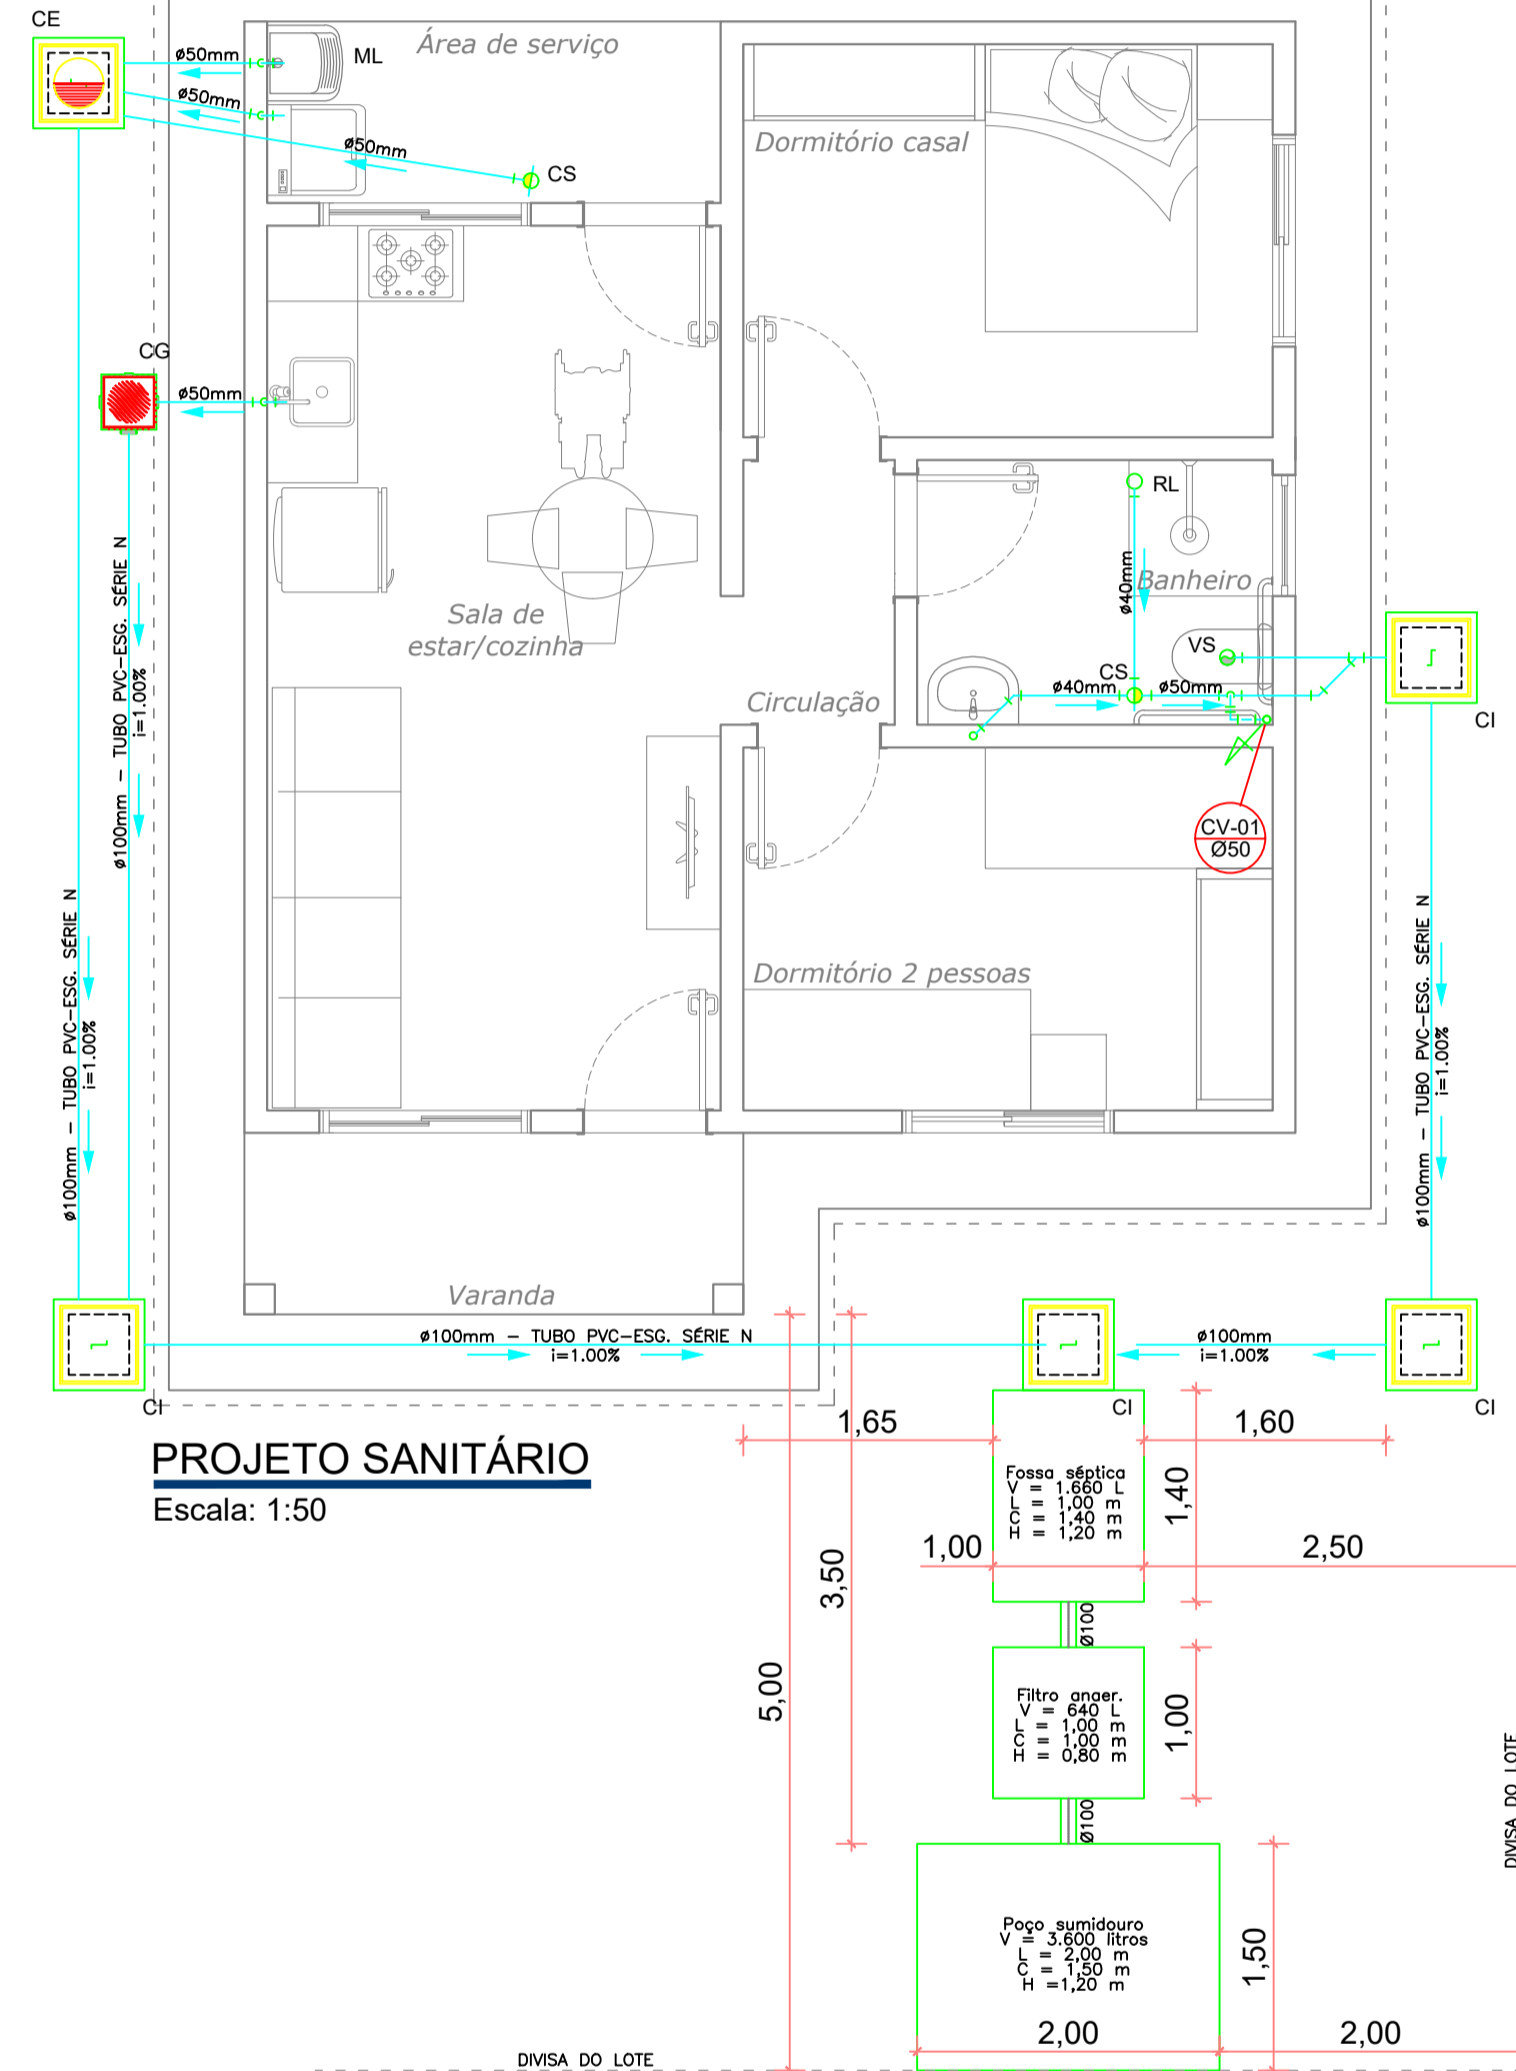 CE
ø50mm
ML
Área de serviço
ø50mm
ø50mm
CS
Dormitório casal
CG
ø50mm
RL
ø40mm
Banheiro
Sala de
estar/cozinha
VS
CS
ø40mm
ø50mm
Circulação
CI
CV-01
Ø50
ø100mm – TUBO PVC–ESG. SÉRIE N
i=1.00%
ø100mm – TUBO PVC–ESG. SÉRIE N
i=1.00%
ø100mm – TUBO PVC–ESG. SÉRIE N
i=1.00%
Dormitório 2 pessoas
Varanda
ø100mm – TUBO PVC–ESG. SÉRIE N
i=1.00%
ø100mm
i=1.00%
CI
CI
CI
PROJETO SANITÁRIO
Escala: 1:50
1,65
1,60
Fossa séptica
V = 1.660 L
L = 1,00 m
C = 1,40 m
H = 1,20 m
1,40
1,00
2,50
3,50
5,00
Ø100
Filtro anaer.
V = 640 L
L = 1,00 m
C = 1,00 m
H = 0,80 m
1,00
Ø100
DIVISA DO LOTE
Poço sumidouro
V = 3.600 litros
L = 2,00 m
C = 1,50 m
H =1,20 m
1,50
2,00
2,00
DIVISA DO LOTE